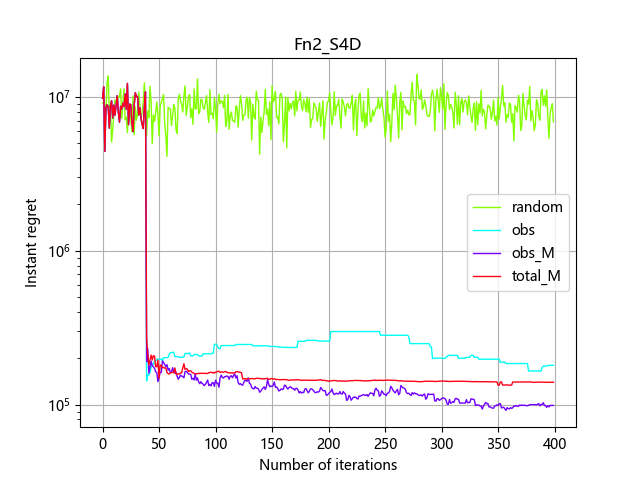 Fn2_S4D
Instant regret
10⁷
10⁶
10⁵
random
obs
obs_M
total_M
0 50 100 150 200 250 300 350 400
Number of iterations